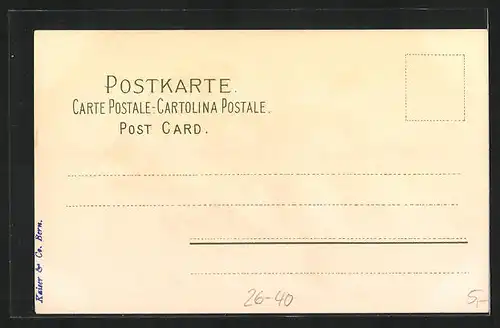 POSTKARTE.
CARTE POSTALE-CARTOLINA POSTALE.
POST CARD.
Kaiser & Co. Bern.
26-40
5,-